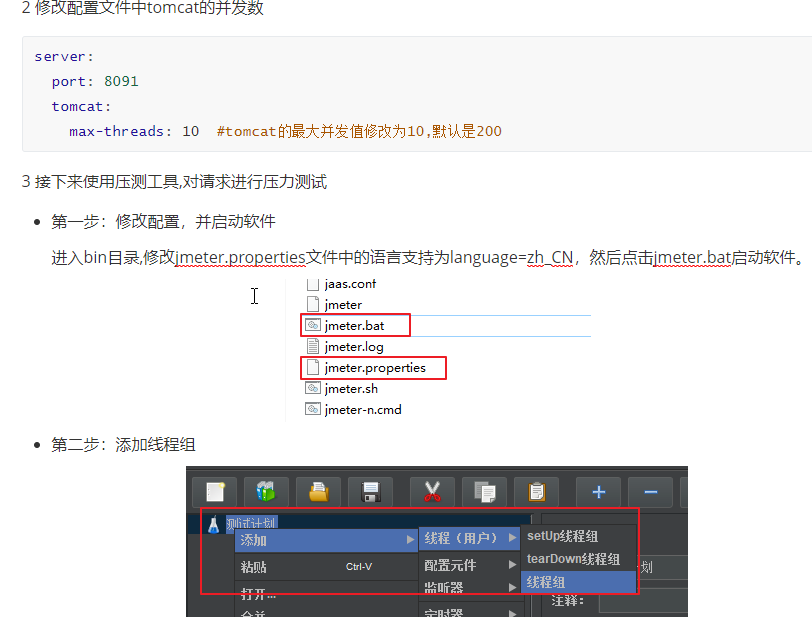 2 修改配置文件中tomcat的并发数
server:
port: 8091
tomcat:
max-threads: 10 #tomcat的最大并发值修改为10,默认是200
3 接下来使用压测工具,对请求进行压力测试
第一步：修改配置，并启动软件
进入bin目录,修改jmeter.properties文件中的语言支持为language=zh_CN，然后点击jmeter.bat启动软件。
jaas.conf
jmeter
jmeter.bat
jmeter.log
jmeter.properties
jmeter.sh
jmeter-n.cmd
第二步：添加线程组
测试计划
添加
线程（用户）
setUp线程组
粘贴 Ctrl-V
配置元件
tearDown线程组
打开...
监听器
线程组
划
合并
定时器
注释：